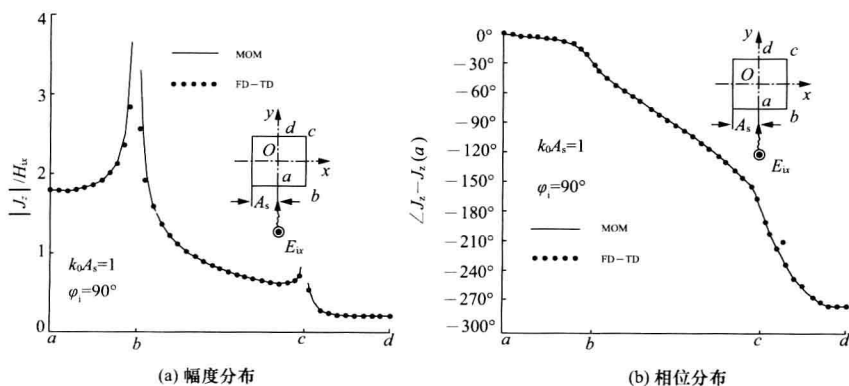 4
3
2
1
0
|J_z|/H_ix
MOM
FD-TD
y
d
c
O
x
a
A_s
b
E_ix
k_0A_s=1
φ_i=90°
a
b
c
d
(a) 幅度分布
0°
-30°
-60°
-90°
-120°
-150°
-180°
-210°
-240°
-270°
-300°
∠J_z-J_z(a)
y
d
c
O
x
a
A_s
b
E_ix
k_0A_s=1
φ_i=90°
MOM
FD-TD
a
b
c
d
(b) 相位分布